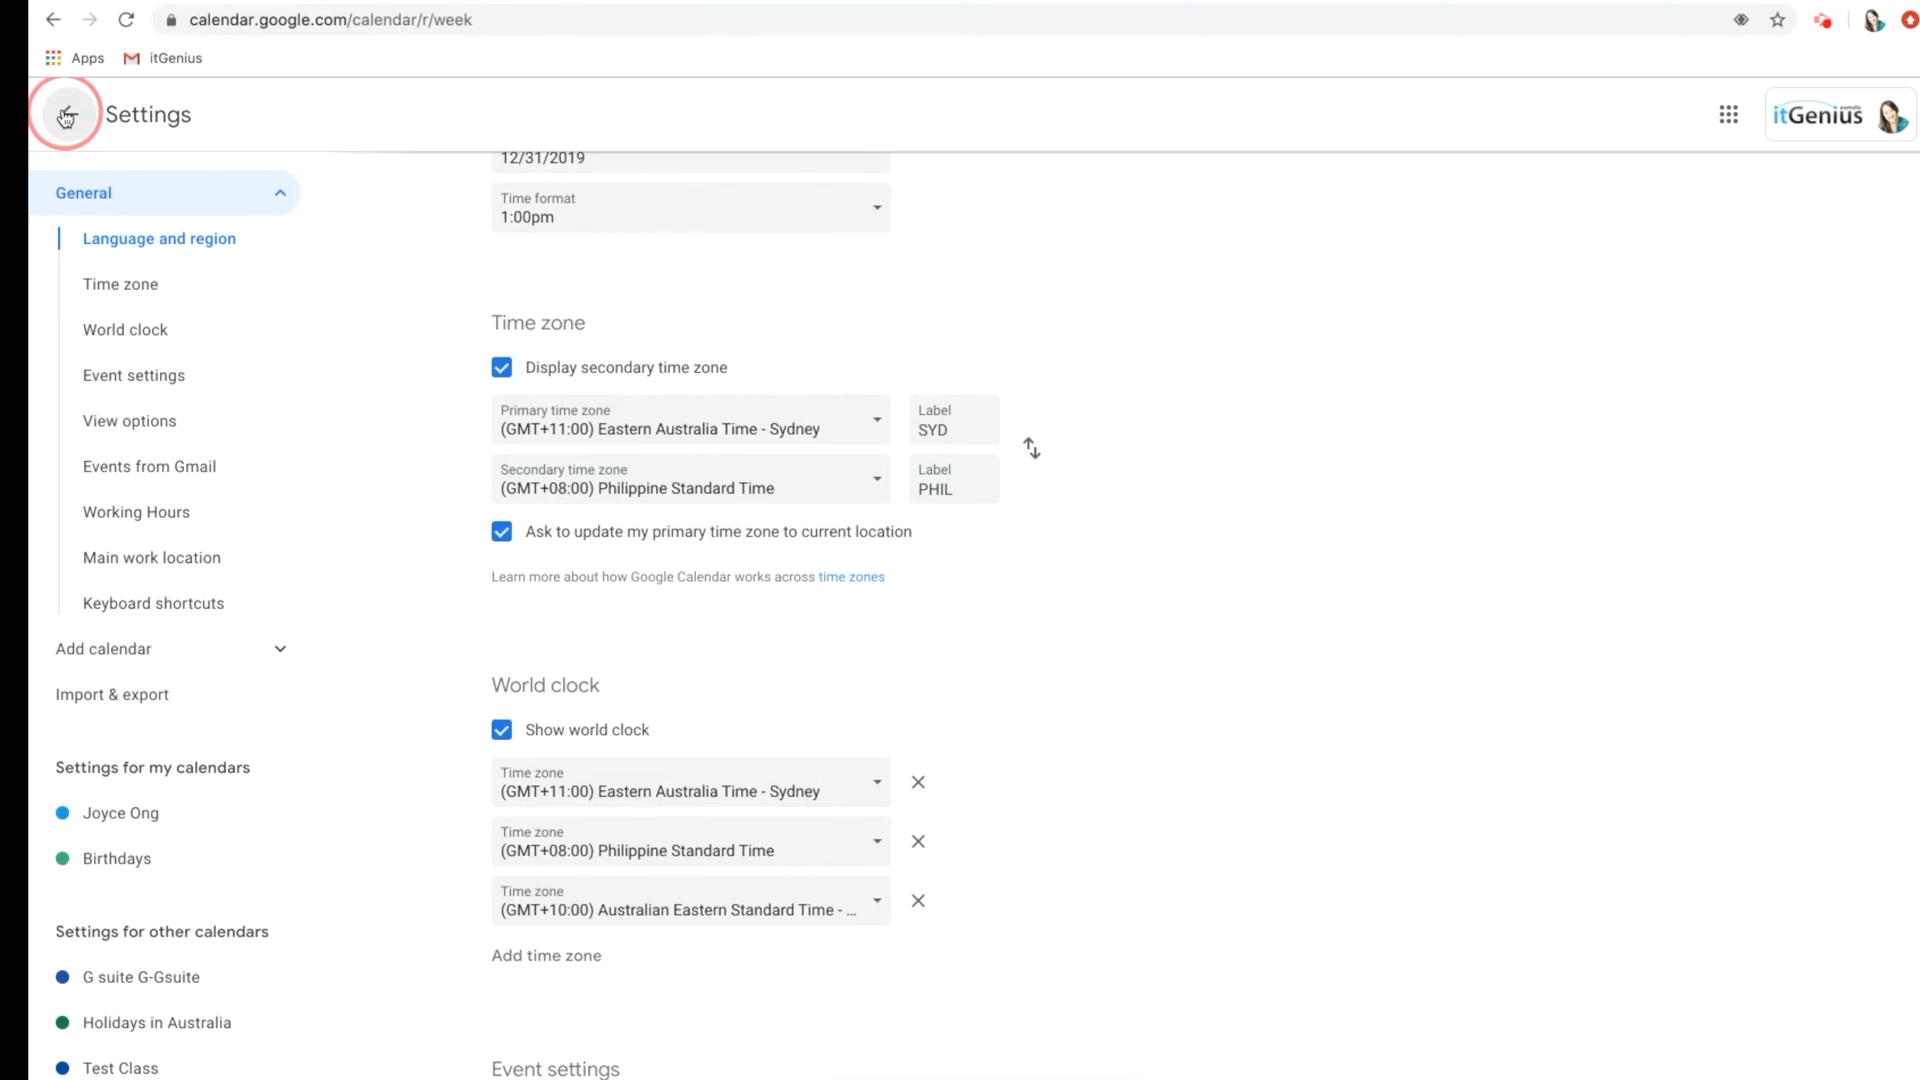 calendar.google.com/calendar/r/week
Apps
itGenius
Settings
itGenius
australia
General
Language and region
Time zone
World clock
Event settings
View options
Events from Gmail
Working Hours
Main work location
Keyboard shortcuts
Add calendar
Import & export
Settings for my calendars
Joyce Ong
Birthdays
Settings for other calendars
G suite G-Gsuite
Holidays in Australia
Test Class
12/31/2019
Time format
1:00pm
Time zone
Display secondary time zone
Primary time zone
(GMT+11:00) Eastern Australia Time - Sydney
Label
SYD
Secondary time zone
(GMT+08:00) Philippine Standard Time
Label
PHIL
Ask to update my primary time zone to current location
Learn more about how Google Calendar works across time zones
World clock
Show world clock
Time zone
(GMT+11:00) Eastern Australia Time - Sydney
Time zone
(GMT+08:00) Philippine Standard Time
Time zone
(GMT+10:00) Australian Eastern Standard Time - ...
Add time zone
Event settings